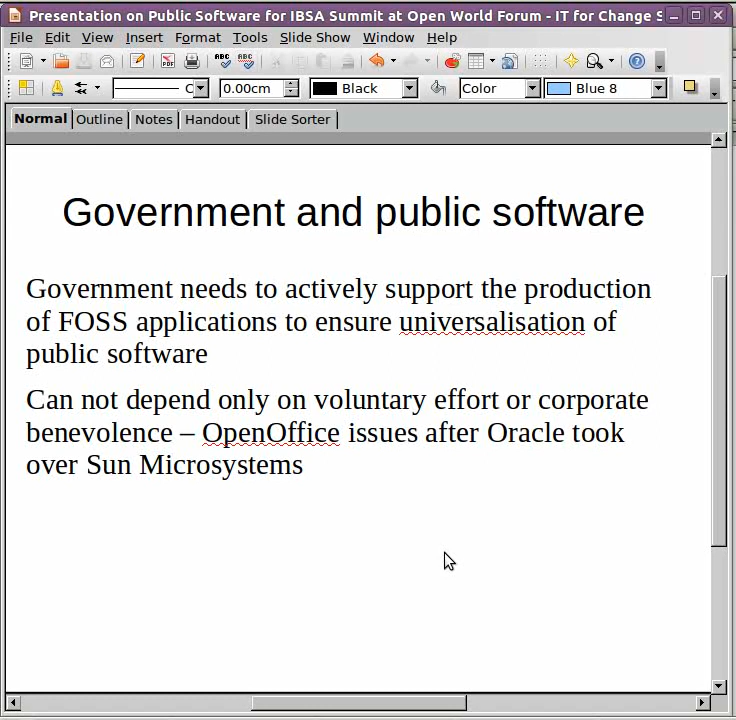 Presentation on Public Software for IBSA Summit at Open World Forum - IT for Change S
File Edit View Insert Format Tools Slide Show Window Help
C 0.00cm Black Color Blue 8
Normal Outline Notes Handout Slide Sorter
Government and public software
Government needs to actively support the production
of FOSS applications to ensure universalisation of
public software
Can not depend only on voluntary effort or corporate
benevolence – OpenOffice issues after Oracle took
over Sun Microsystems